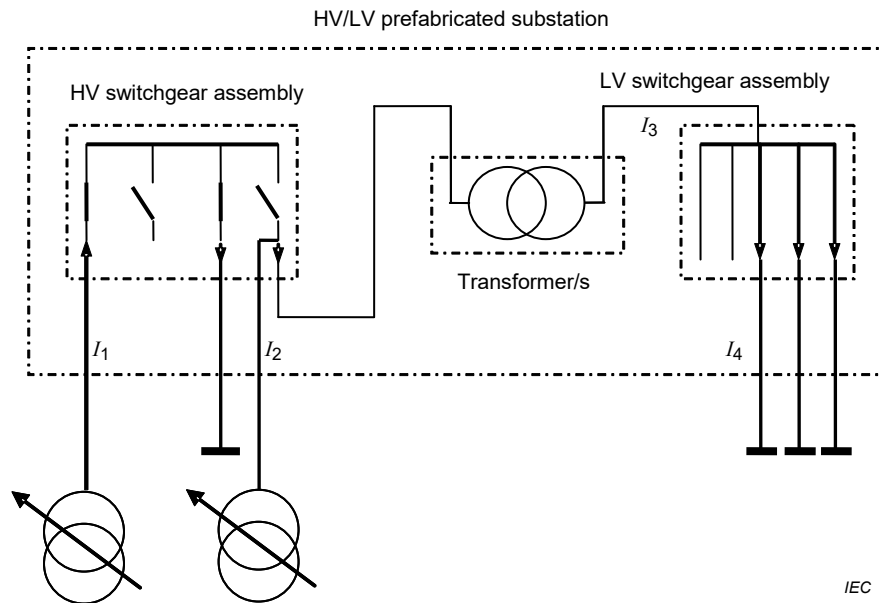 HV/LV prefabricated substation
HV switchgear assembly
LV switchgear assembly
I3
Transformer/s
I1
I2
I4
IEC